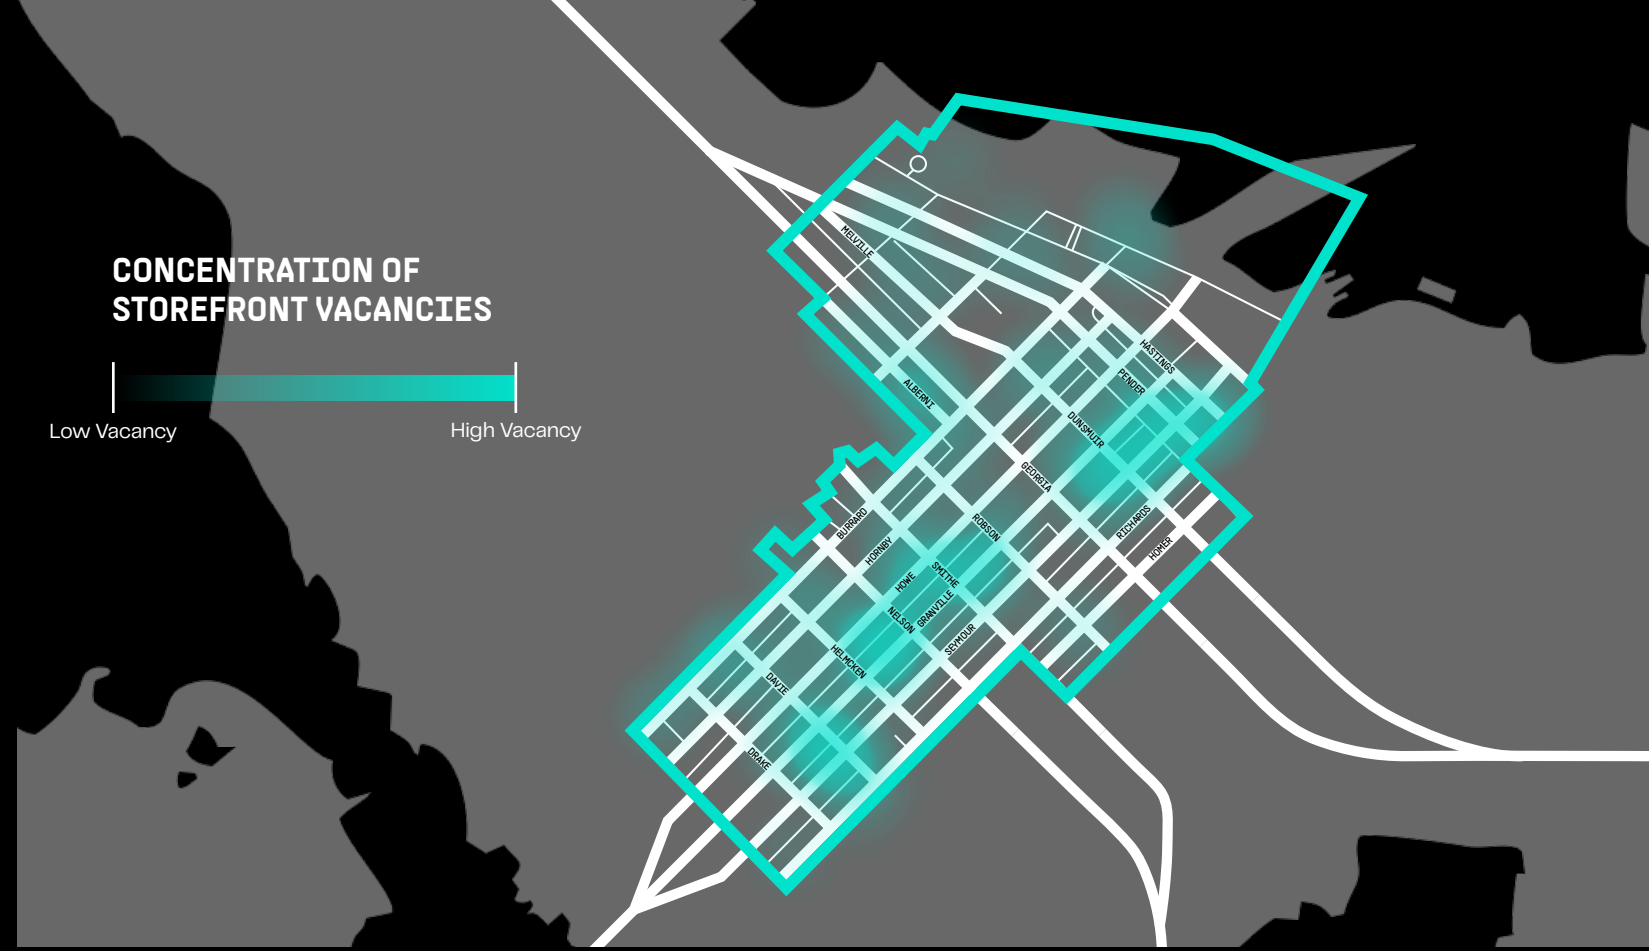 CONCENTRATION OF
STOREFRONT VACANCIES
Low Vacancy
High Vacancy
MELVILLE
HASTINGS
PENDER
ALBERNI
DUNSMUIR
GEORGIA
BURRARD
ROBSON
RICHARDS
HORNBY
HOMER
HOWE
SMITHE
NELSON
GRANVILLE
SEYMOUR
HELMCKEN
DAVIE
DRAKE